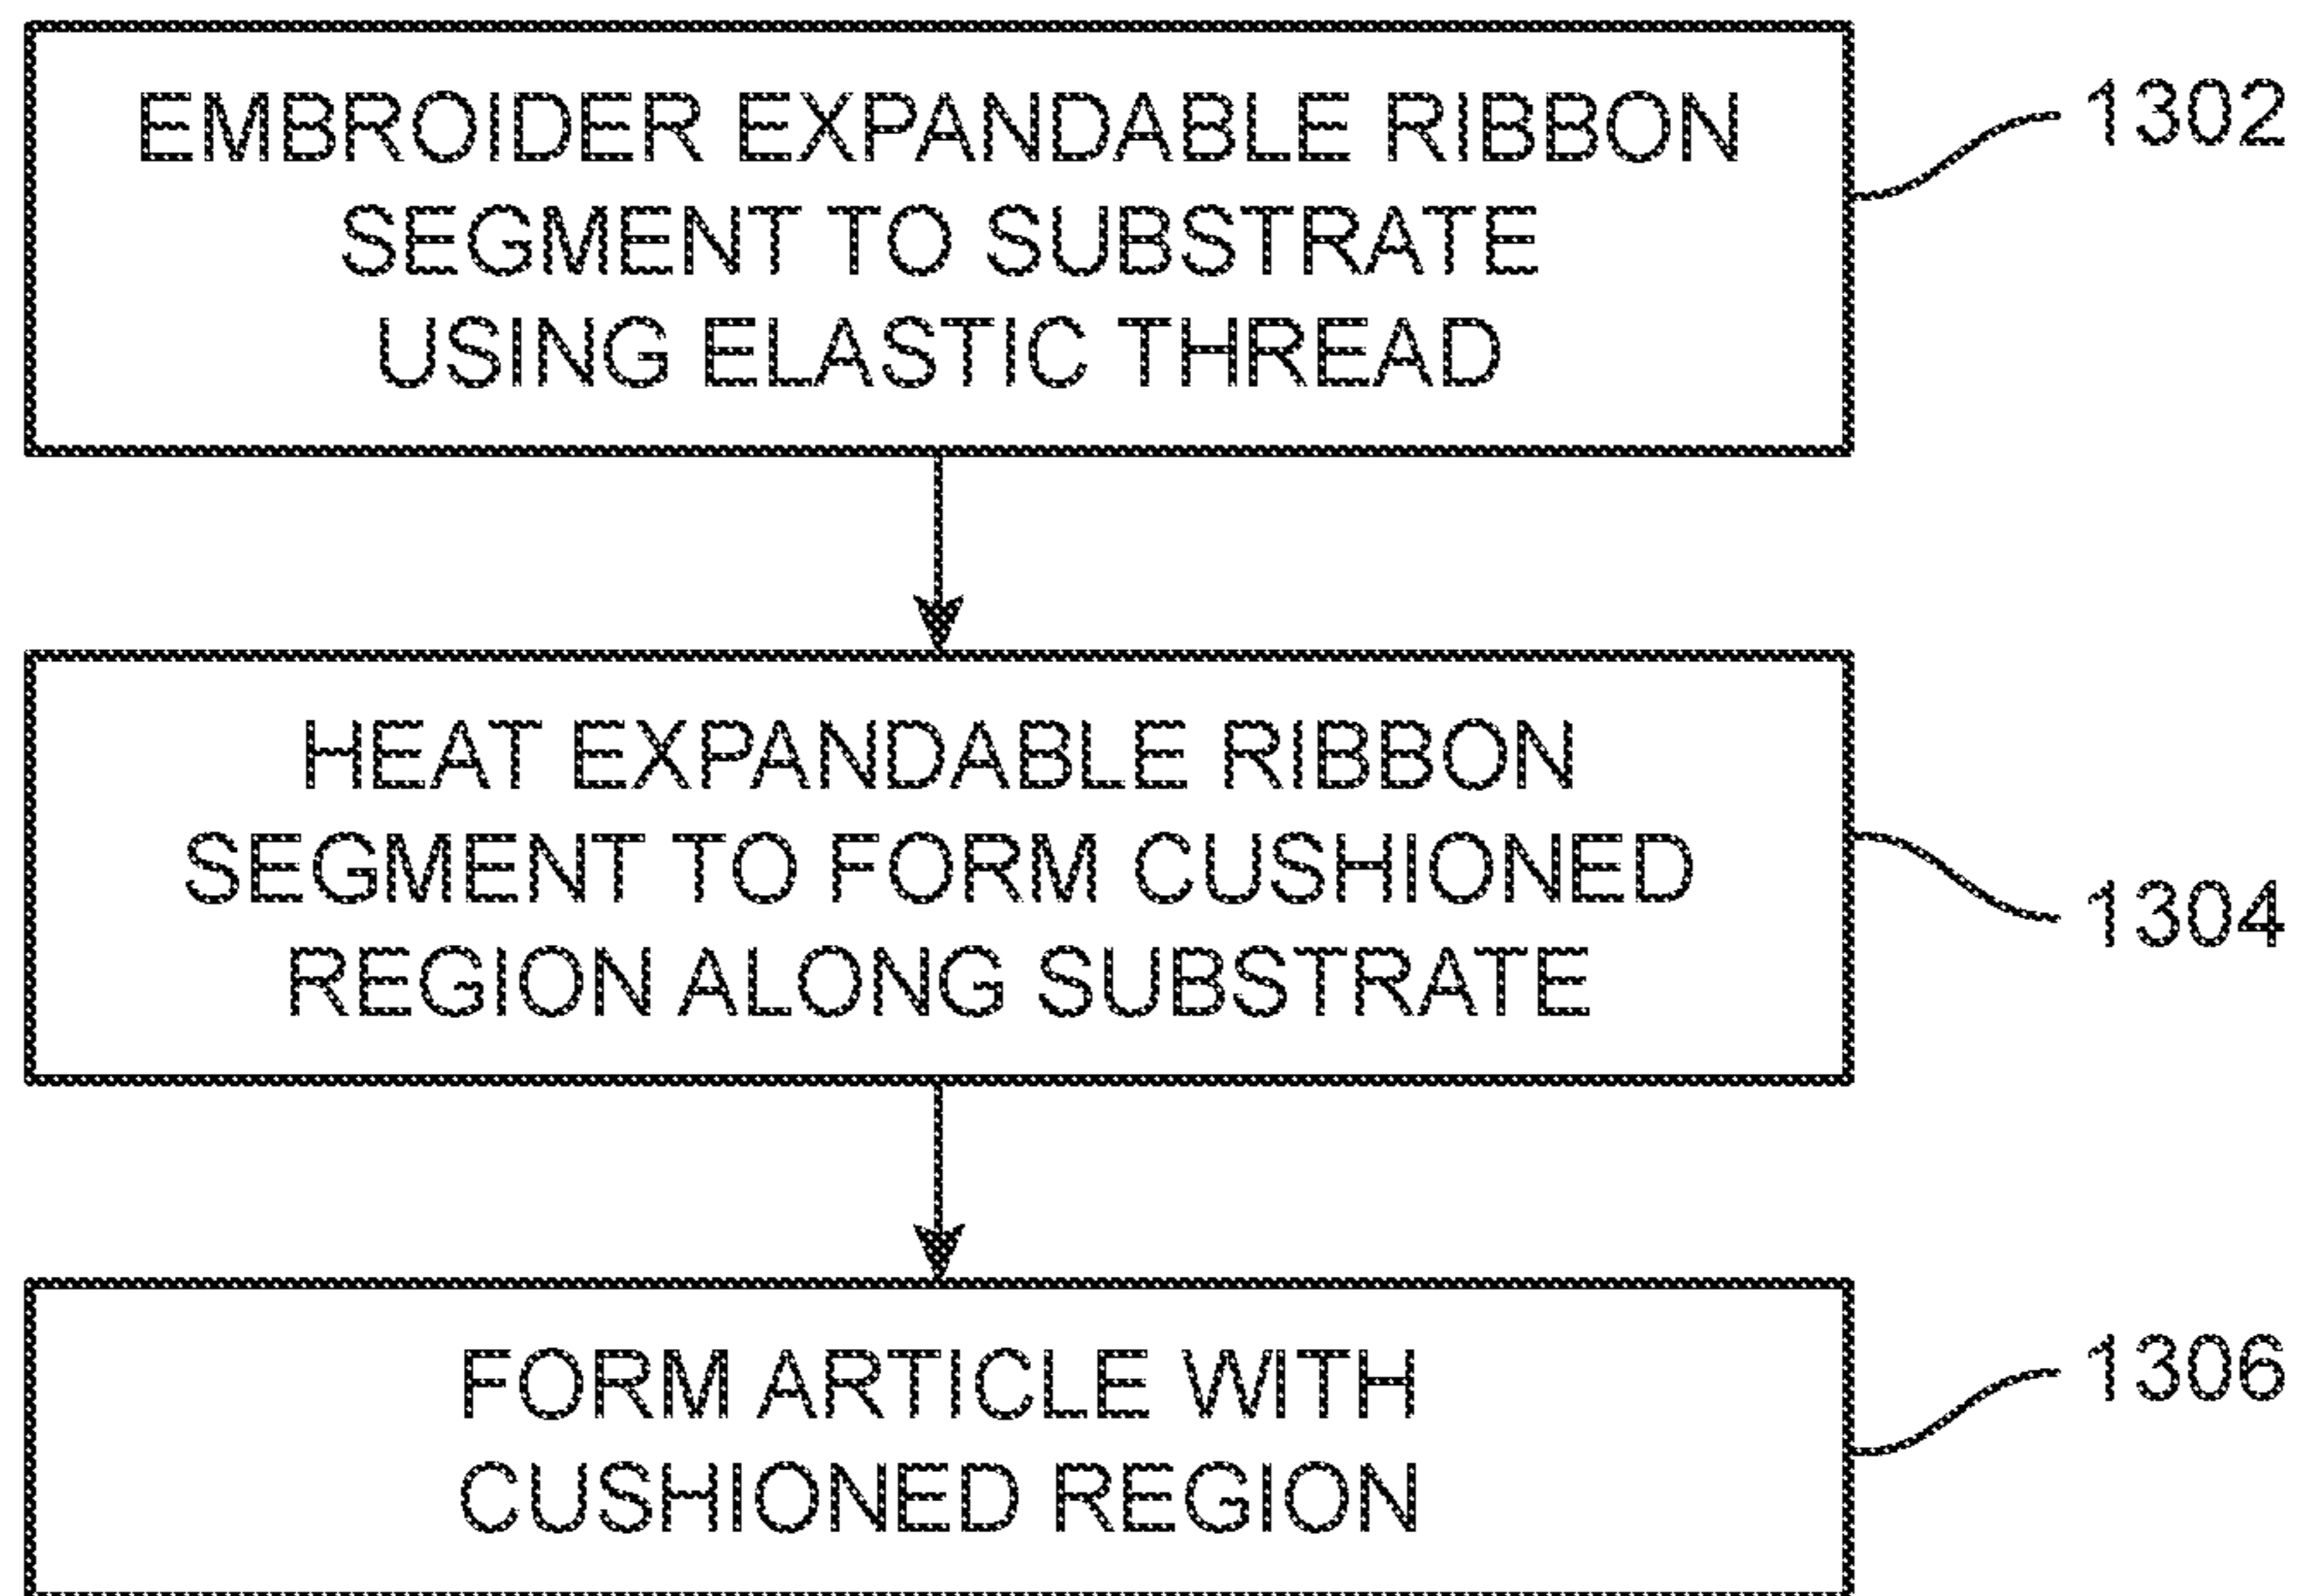 EMBROIDER EXPANDABLE RIBBON
SEGMENT TO SUBSTRATE
USING ELASTIC THREAD
1302
HEAT EXPANDABLE RIBBON
SEGMENT TO FORM CUSHIONED
REGION ALONG SUBSTRATE
1304
FORM ARTICLE WITH
CUSHIONED REGION
1306